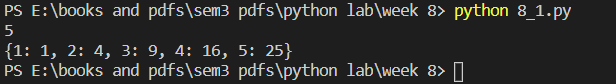 PS E:\books and pdfs\sem3 pdfs\python lab\week 8> python 8_1.py
5
{1: 1, 2: 4, 3: 9, 4: 16, 5: 25}
PS E:\books and pdfs\sem3 pdfs\python lab\week 8>